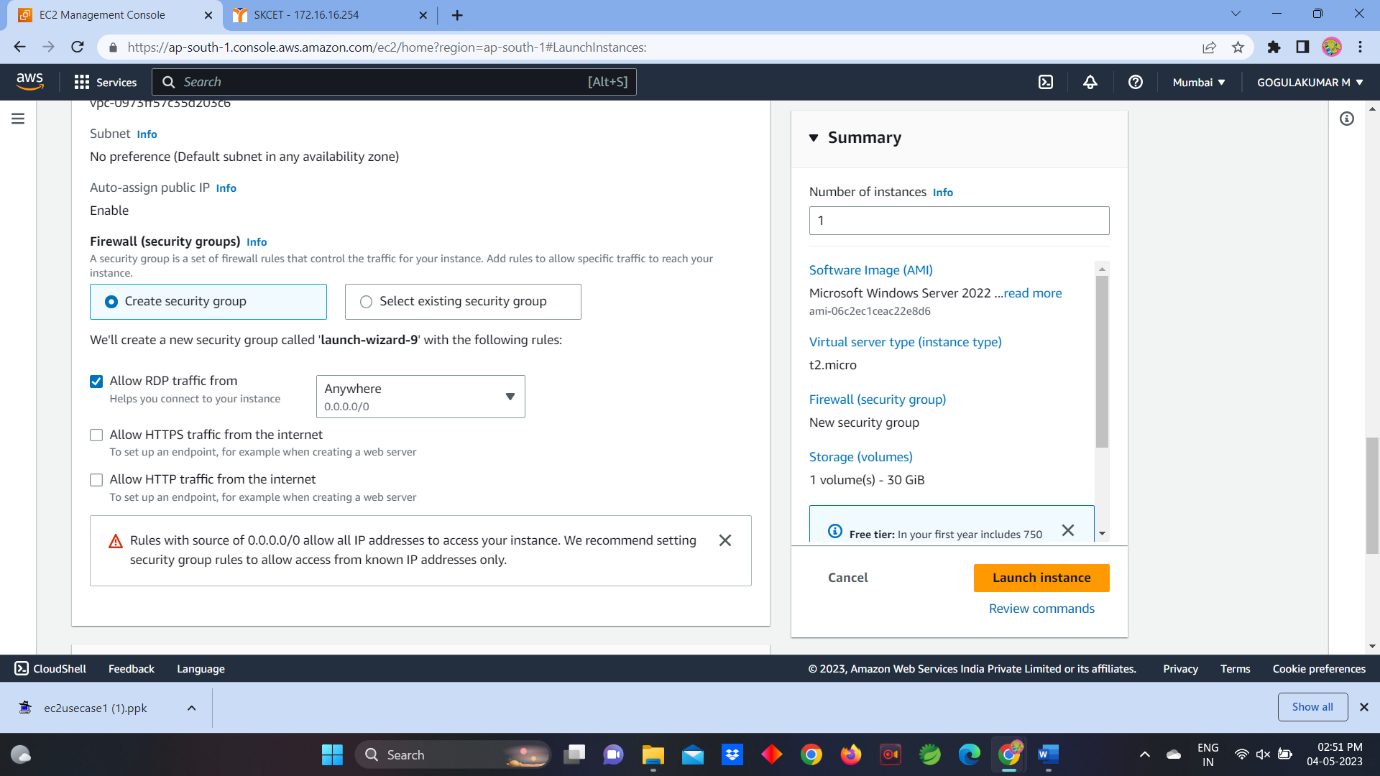 EC2 Management Console
SKCET - 172.16.16.254
https://ap-south-1.console.aws.amazon.com/ec2/home?region=ap-south-1#LaunchInstances:
aws
Services
Search
[Alt+S]
Mumbai
GOGULAKUMAR M
vpc-0973ff57c35d203c6
Subnet Info
No preference (Default subnet in any availability zone)
Auto-assign public IP Info
Enable
Firewall (security groups) Info
A security group is a set of firewall rules that control the traffic for your instance. Add rules to allow specific traffic to reach your
instance.
Create security group
Select existing security group
We'll create a new security group called 'launch-wizard-9' with the following rules:
Allow RDP traffic from
Helps you connect to your instance
Anywhere
0.0.0.0/0
Allow HTTPS traffic from the internet
To set up an endpoint, for example when creating a web server
Allow HTTP traffic from the internet
To set up an endpoint, for example when creating a web server
Rules with source of 0.0.0.0/0 allow all IP addresses to access your instance. We recommend setting
security group rules to allow access from known IP addresses only.
Summary
Number of instances Info
1
Software Image (AMI)
Microsoft Windows Server 2022 ...read more
ami-06c2ec1ceac22e8d6
Virtual server type (instance type)
t2.micro
Firewall (security group)
New security group
Storage (volumes)
1 volume(s) - 30 GiB
Free tier: In your first year includes 750
Cancel
Launch instance
Review commands
CloudShell
Feedback
Language
© 2023, Amazon Web Services India Private Limited or its affiliates.
Privacy
Terms
Cookie preferences
ec2usecase1 (1).ppk
Show all
Search
ENG
IN
02:51 PM
04-05-2023